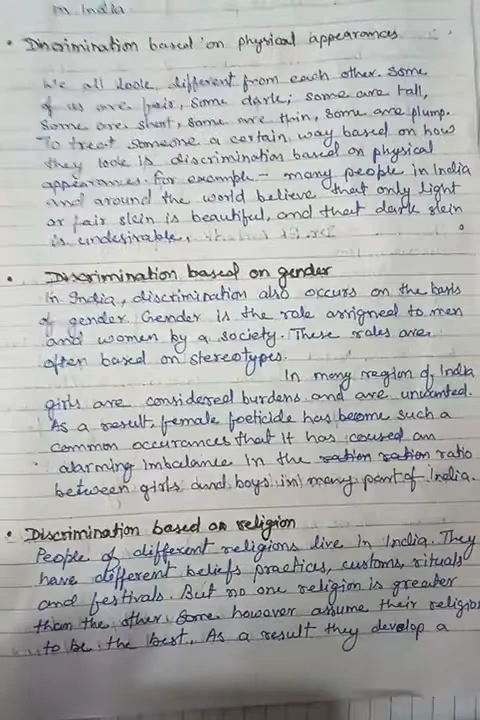 in India
• Discrimination based on physical appearances
We all look different from each other. Some
of us are fair, some dark; some are tall,
some are short, some are thin, some are plump.
To treat someone a certain way based on how
they look is discrimination based on physical
appearances. For example - many people in India
and around the world believe that only light
or fair skin is beautiful, and that dark skin
is undesirable,
• Discrimination based on gender
In India, discrimination also occurs on the basis
of gender. Gender is the role assigned to men
and women by a society. These roles are
often based on stereotypes.
In many region of India
girls are considered burdens and are unwanted.
As a result, female foeticide has become such a
common occurances that it has caused an
alarming imbalance in the ration ration ratio
between girls and boys in many part of India.
• Discrimination based on religion
People of different religions live in India. They
have different beliefs practices, customs, rituals
and festivals. But no one religion is greater
than the other. Some however assume their religion
to be the best. As a result they develop a